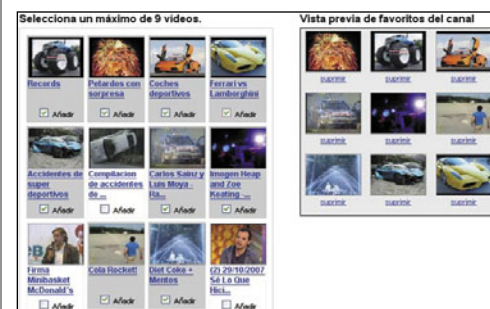 Selecciona un máximo de 9 vídeos.
Records
Añadir
Petardos con
sorpresa
Añadir
Coches
deportivos
Añadir
Ferrari vs
Lamborghini
Añadir
Accidentes de
super
deportivos
Añadir
Compilacion
de accidentes
de ...
Añadir
Carlos Sainz y
Luis Moya -
Ra...
Añadir
Imogen Heap
and Zoe
Keating -...
Añadir
Firma
Minibasket
McDonald's
Añadir
Cola Rocket!
Añadir
Diet Coke +
Mentos
Añadir
(2) 29/10/2007
Sé Lo Que
Hici...
Añadir
Vista previa de favoritos del canal
suprimir
suprimir
suprimir
suprimir
suprimir
suprimir
suprimir
suprimir
suprimir